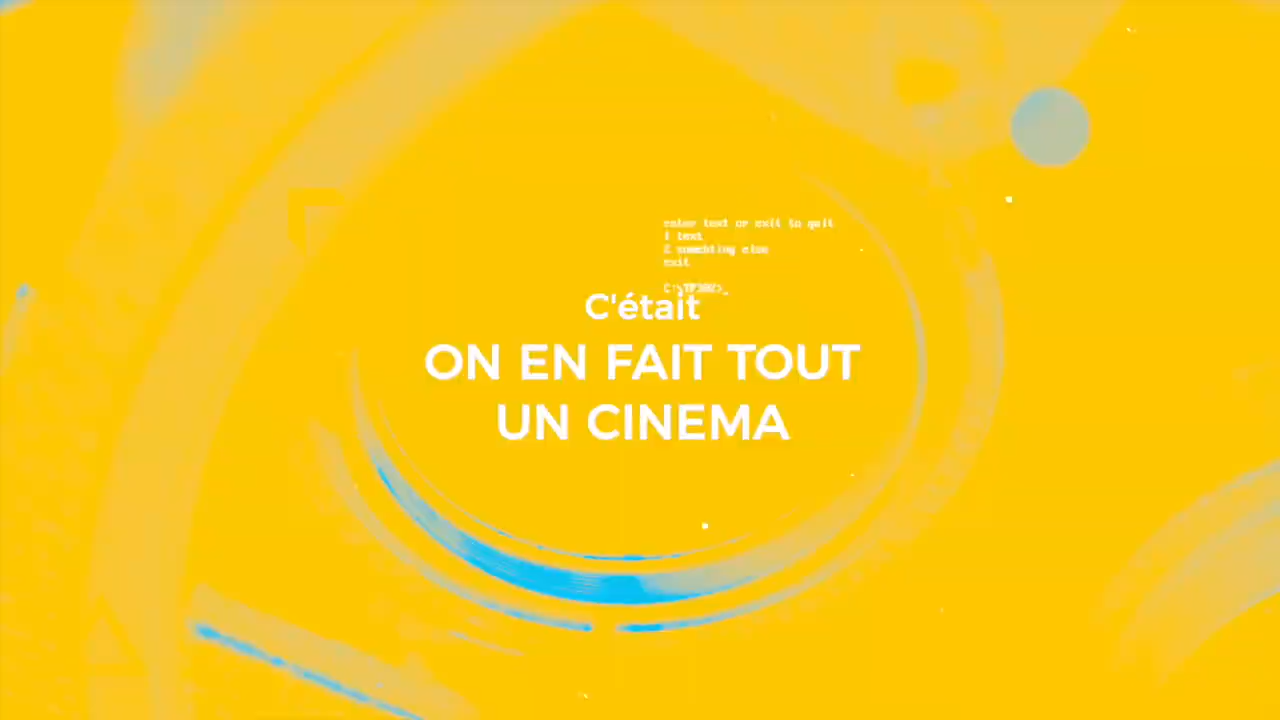 enter text or exit to quit
1 text
2 something else
exit
C'était
ON EN FAIT TOUT
UN CINEMA